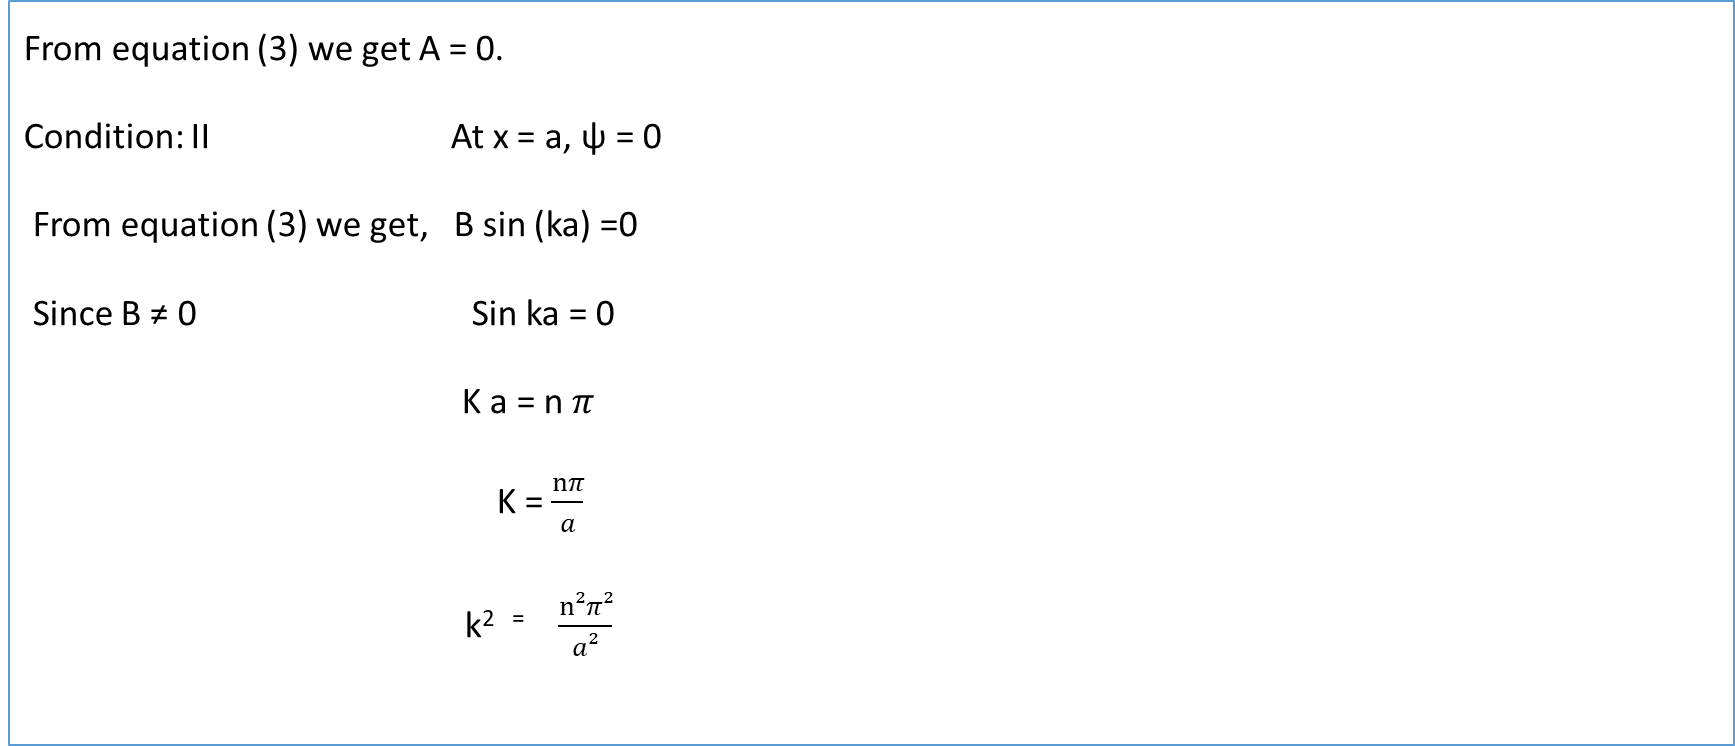 From equation (3) we get A = 0.
Condition: II At x = a, ψ = 0
From equation (3) we get, B sin (ka) =0
Since B ≠ 0 Sin ka = 0
K a = n π
K = nπ/a
k² = n²π²/a²